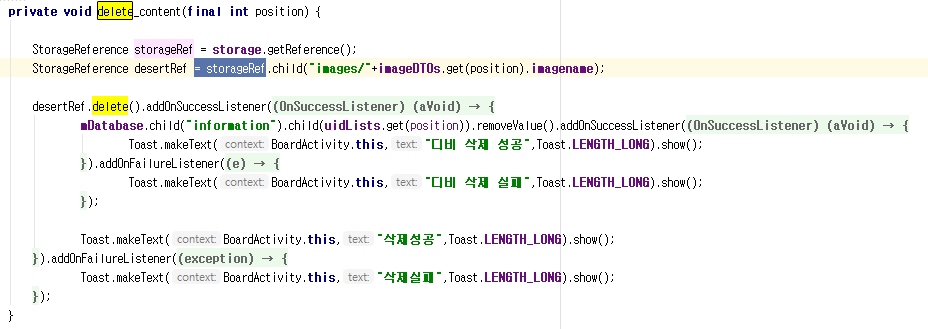 private void delete_content(final int position) {
StorageReference storageRef = storage.getReference();
StorageReference desertRef = storageRef.child("images/"+imageDTOs.get(position).imagename);
desertRef.delete().addOnSuccessListener((OnSuccessListener) (aVoid) → {
mDatabase.child("information").child(uidLists.get(position)).removeValue().addOnSuccessListener((OnSuccessListener) (aVoid) → {
Toast.makeText( context: BoardActivity.this, text: "디비 삭제 성공",Toast.LENGTH_LONG).show();
}).addOnFailureListener((e) → {
Toast.makeText( context: BoardActivity.this, text: "디비 삭제 실패",Toast.LENGTH_LONG).show();
});
Toast.makeText( context: BoardActivity.this, text: "삭제성공",Toast.LENGTH_LONG).show();
}).addOnFailureListener((exception) → {
Toast.makeText( context: BoardActivity.this, text: "삭제실패",Toast.LENGTH_LONG).show();
});
}